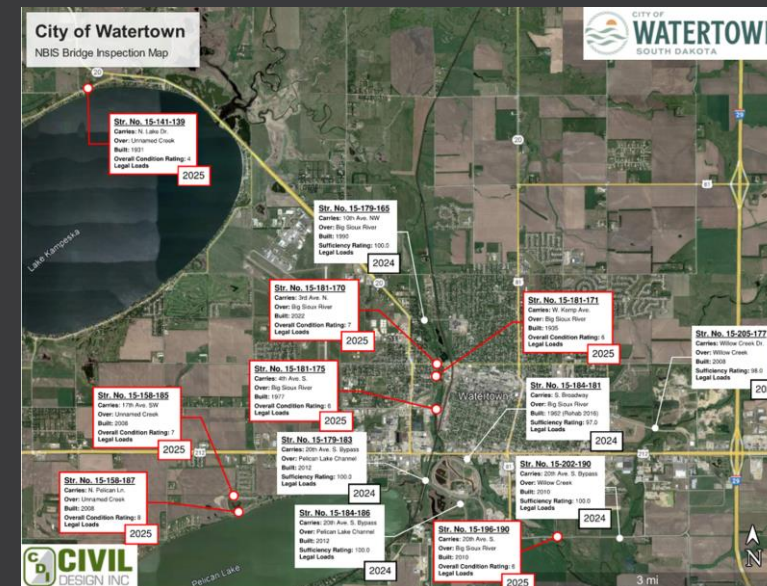 City of Watertown
NBIS Bridge Inspection Map
CITY OF
WATERTOWN
SOUTH DAKOTA
20
29
Str. No. 15-141-139
Carries: N. Lake Dr.
Over: Unnamed Creek
Built: 1931
Overall Condition Rating: 4
Legal Loads
2025
20
81
Lake Kampeska
Str. No. 15-179-165
Carries: 10th Ave. NW
Over: Big Sioux River
Built: 1990
Sufficiency Rating: 100.0
Legal Loads
2024
20
81
Str. No. 15-181-170
Carries: 3rd Ave. N.
Over: Big Sioux River
Built: 2022
Overall Condition Rating: 7
Legal Loads
2025
Str. No. 15-181-171
Carries: W. Kemp Ave.
Over: Big Sioux River
Built: 1935
Overall Condition Rating: 6
Legal Loads
2025
Str. No. 15-205-177
Carries: Willow Creek Dr.
Over: Willow Creek
Built: 2008
Sufficiency Rating: 98.0
Legal Loads
Str. No. 15-181-175
Carries: 4th Ave. S.
Over: Big Sioux River
Built: 1977
Overall Condition Rating: 6
Legal Loads
2025
Watertown
Str. No. 15-184-181
Carries: S. Broadway
Over: Big Sioux River
Built: 1962 (Rehab 2016)
Sufficiency Rating: 97.0
Legal Loads
2024
Str. No. 15-158-185
Carries: 17th Ave. SW
Over: Unnamed Creek
Built: 2008
Overall Condition Rating: 7
Legal Loads
2025
Str. No. 15-179-183
Carries: 20th Ave. S. Bypass
Over: Pelican Lake Channel
Built: 2012
Sufficiency Rating: 100.0
Legal Loads
2024
212
81
212
29
Str. No. 15-202-190
Carries: 20th Ave. S. Bypass
Over: Willow Creek
Built: 2010
Sufficiency Rating: 100.0
Legal Loads
2024
Str. No. 15-158-187
Carries: N. Pelican Ln.
Over: Unnamed Creek
Built: 2008
Overall Condition Rating: 8
Legal Loads
2025
Str. No. 15-184-186
Carries: 20th Ave. S. Bypass
Over: Pelican Lake Channel
Built: 2012
Sufficiency Rating: 100.0
Legal Loads
2024
Str. No. 15-196-190
Carries: 20th Ave. S.
Over: Big Sioux River
Built: 2010
Overall Condition Rating: 6
Legal Loads
2025
CDI CIVIL
DESIGN INC
Pelican Lake
3 mi
N